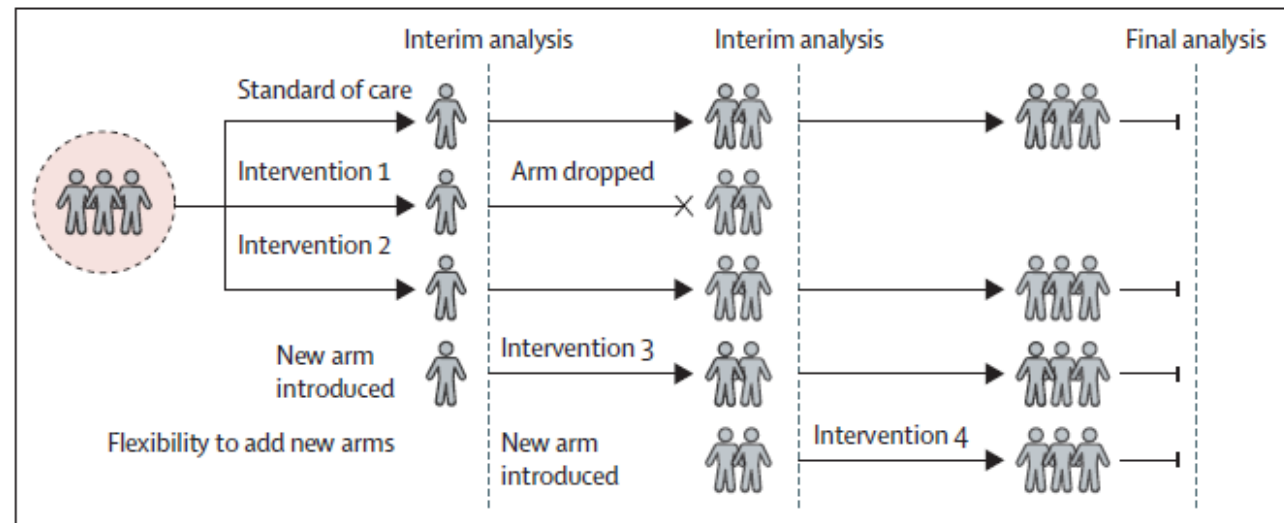 Interim analysis
Interim analysis
Final analysis
Standard of care
Intervention 1
Arm dropped
Intervention 2
New arm
introduced
Intervention 3
Flexibility to add new arms
New arm
introduced
Intervention 4